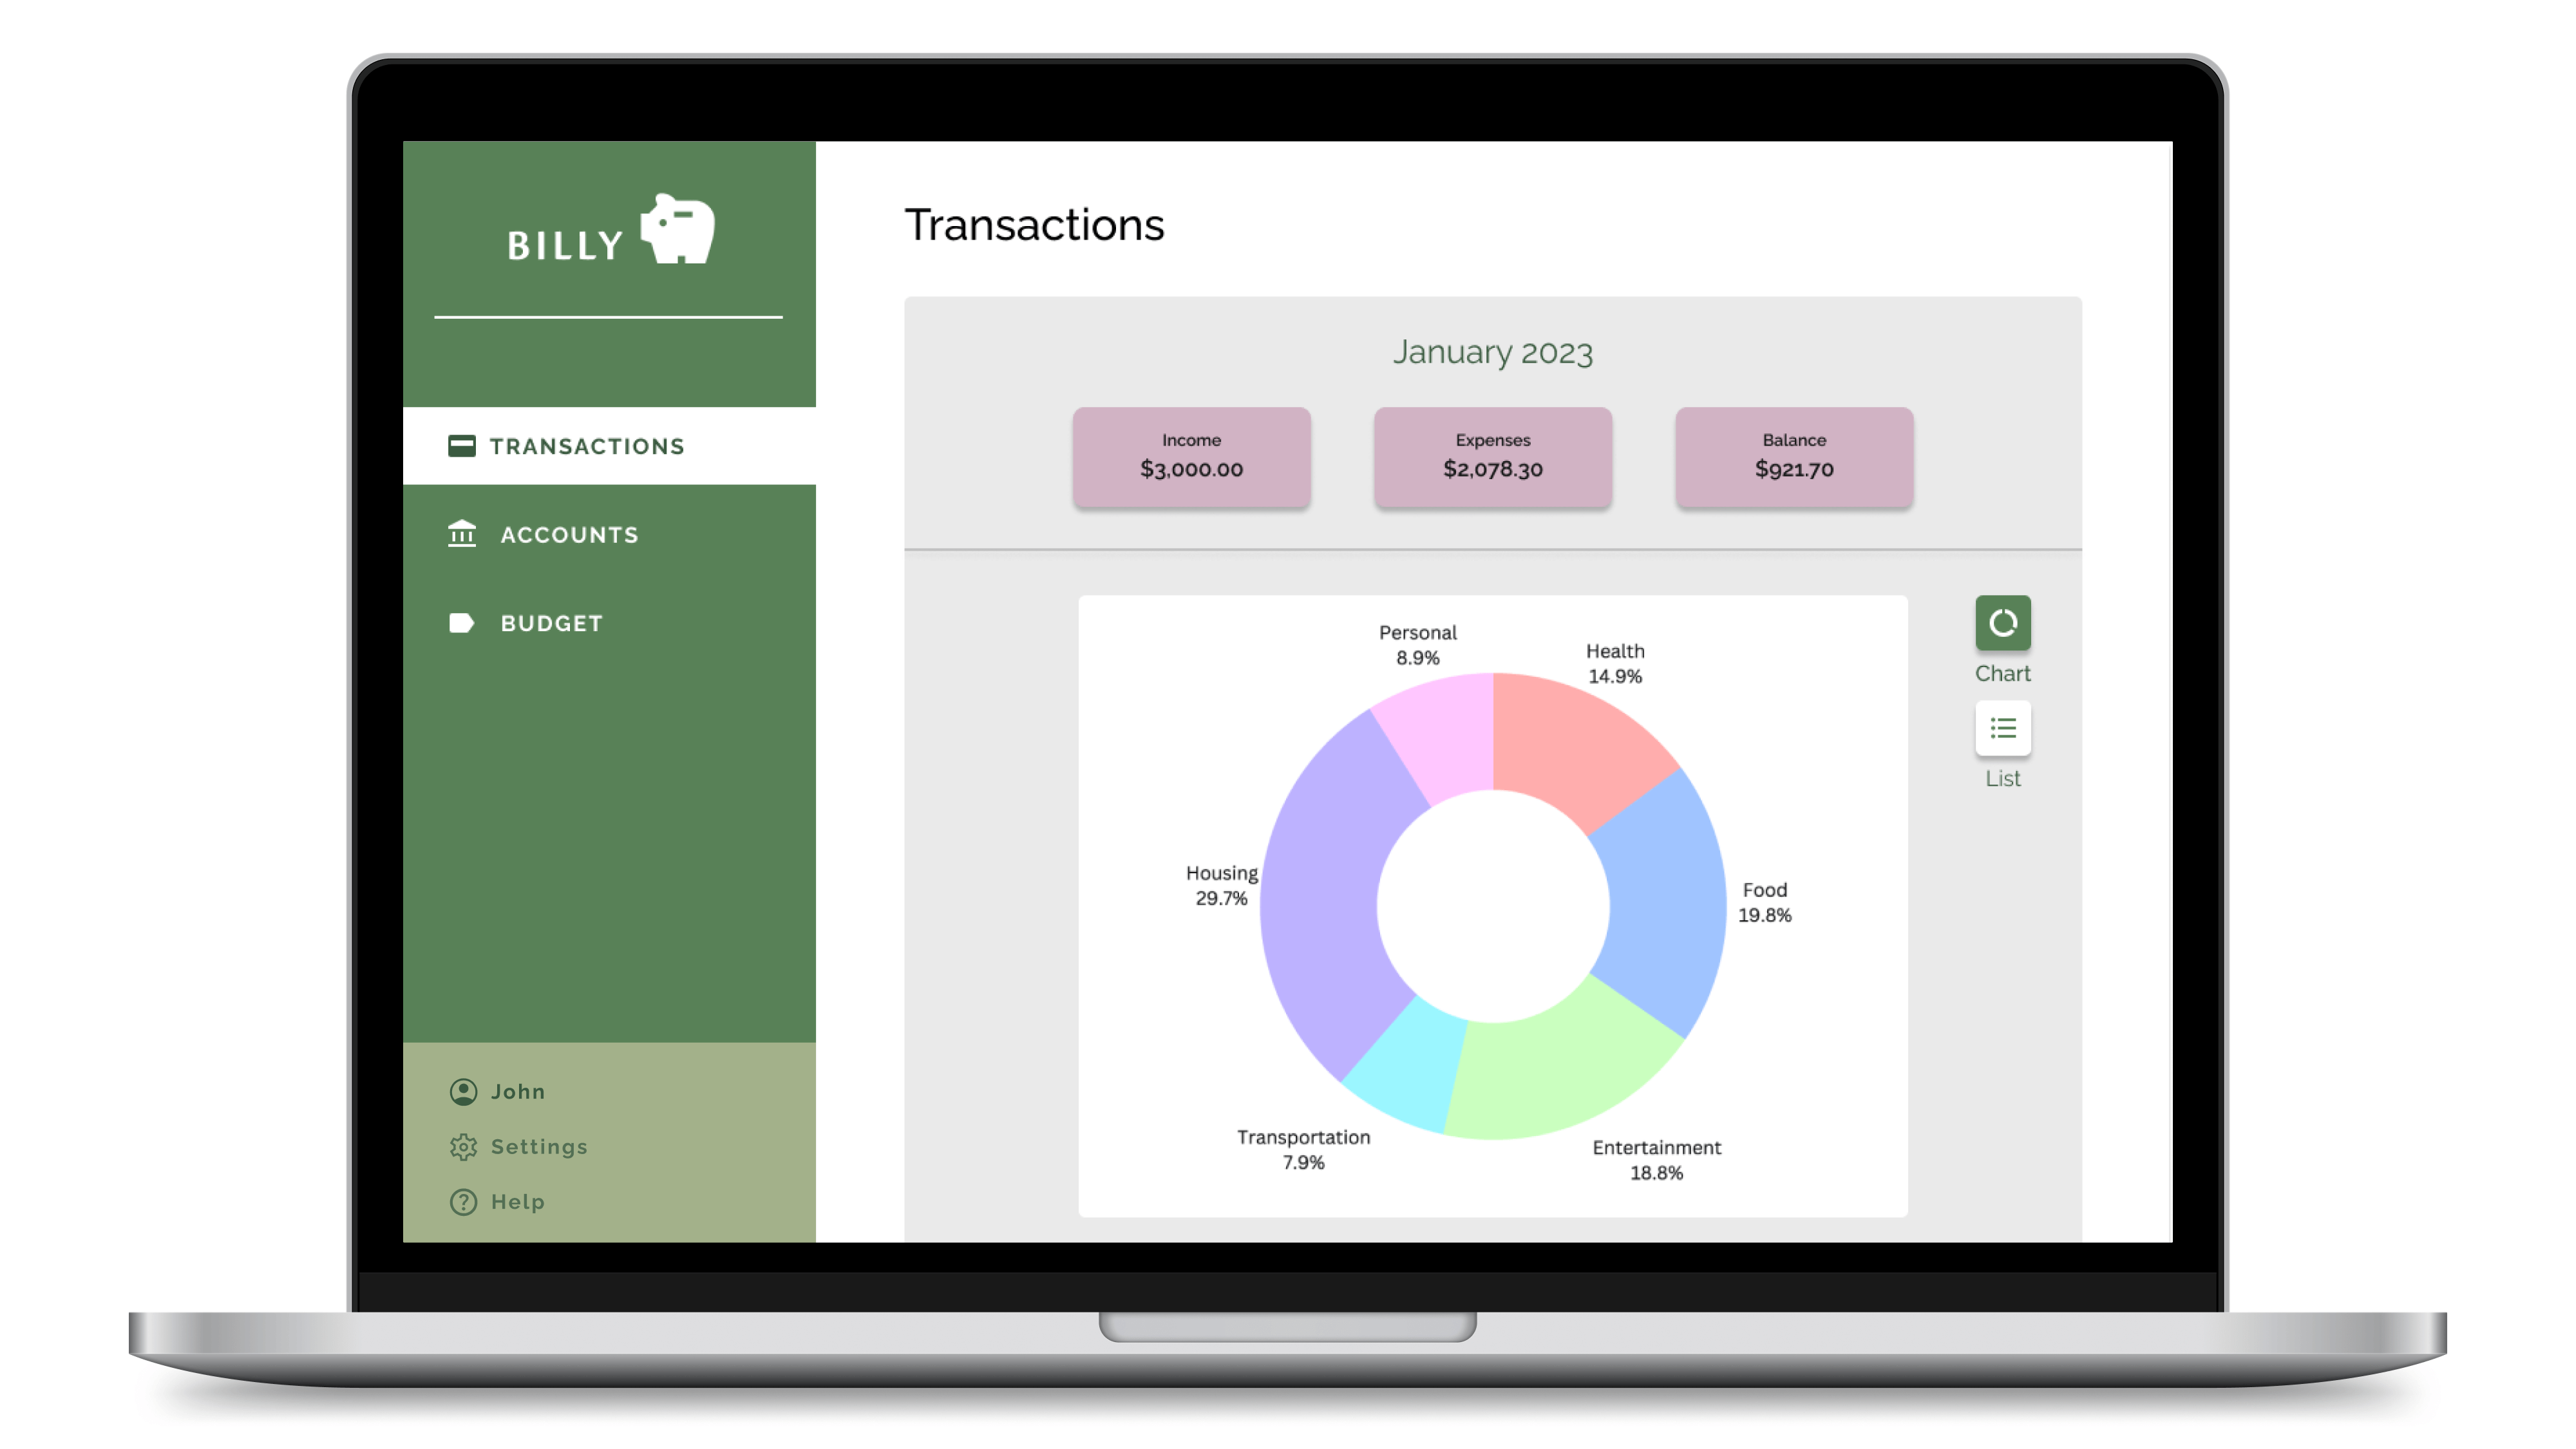 BILLY
TRANSACTIONS
ACCOUNTS
BUDGET
John
Settings
Help
Transactions
January 2023
Income
$3,000.00
Expenses
$2,078.30
Balance
$921.70
Personal
8.9%
Health
14.9%
Housing
29.7%
Food
19.8%
Transportation
7.9%
Entertainment
18.8%
Chart
List